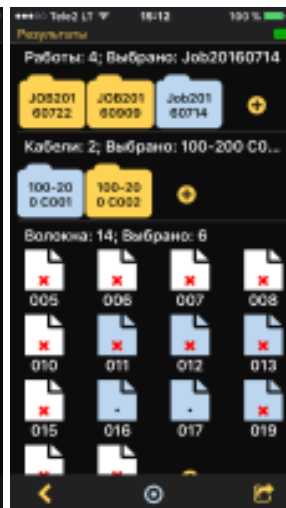 Tele2 LT 16:12 100 %
Результаты
Работы: 4; Выбрано: Job20160714
JOB201 60722 JOB201 60909 Job201 60714
Кабели: 2; Выбрано: 100-200 C0...
100-20 0 C001 100-20 0 C002
Волокна: 14; Выбрано: 6
005 006 007 008
010 011 012 013
015 016 017 019